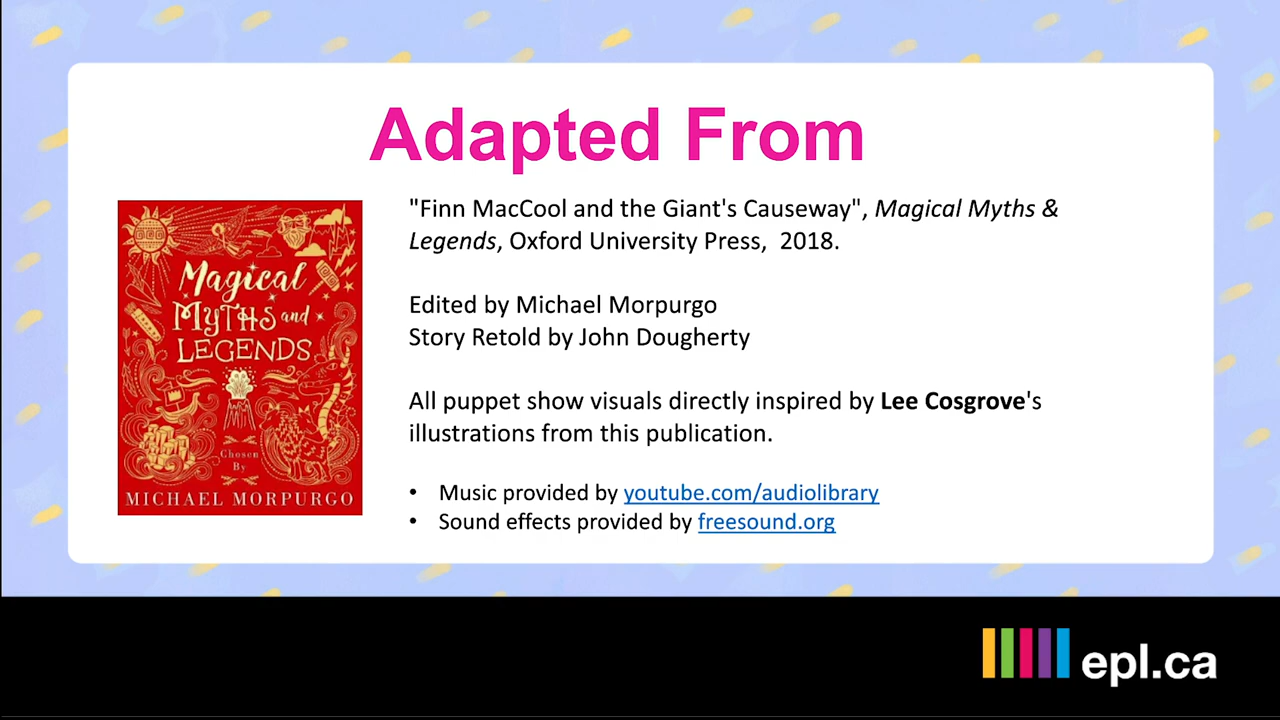 Adapted From
"Finn MacCool and the Giant's Causeway", Magical Myths &
Legends, Oxford University Press,  2018.
Edited by Michael Morpurgo
Story Retold by John Dougherty
All puppet show visuals directly inspired by Lee Cosgrove's
illustrations from this publication.
• Music provided by youtube.com/audiolibrary
• Sound effects provided by freesound.org
Magical
MYTHS and
LEGENDS
Chosen
By
MICHAEL MORPURGO
epl.ca